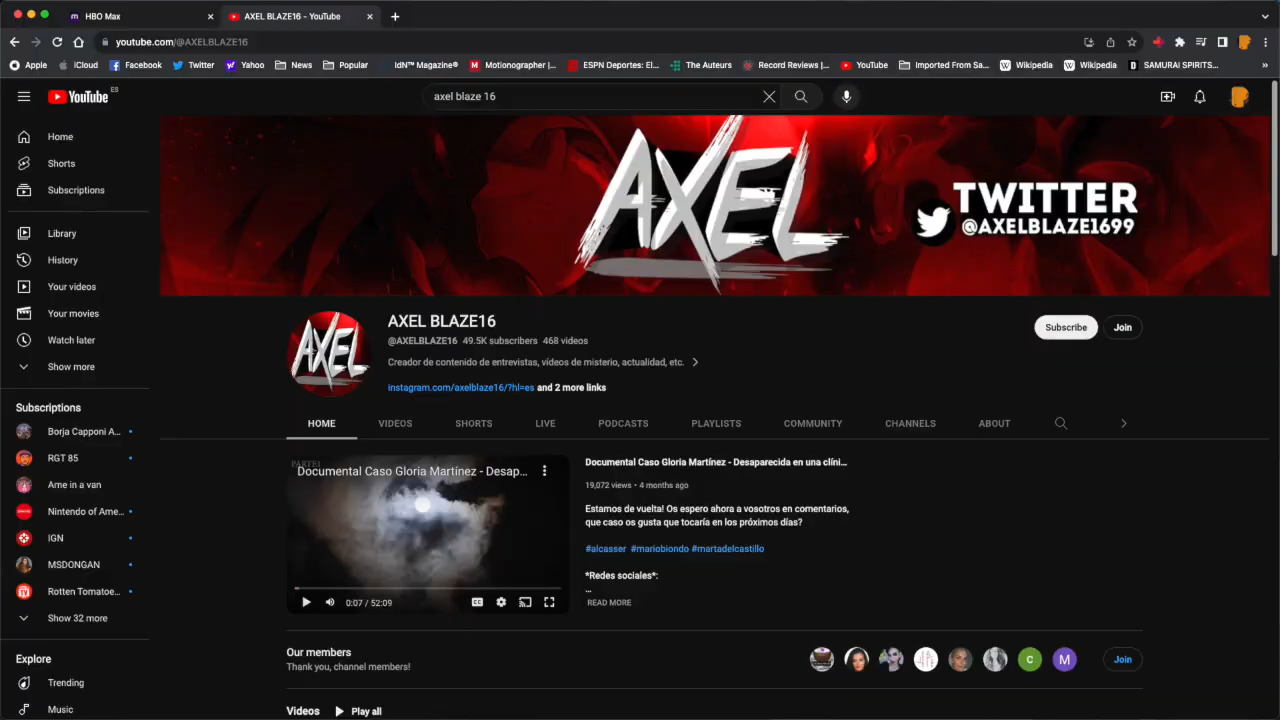 HBO Max
AXEL BLAZE16 - YouTube
youtube.com/@AXELBLAZE16
Apple
iCloud
Facebook
Twitter
Yahoo
News
Popular
IdN™ Magazine®
Motionographer |...
ESPN Deportes: El...
The Auteurs
Record Reviews |...
YouTube
Imported From Sa...
Wikipedia
Wikipedia
SAMURAI SPIRITS...
YouTube ES
axel blaze 16
Home
Shorts
Subscriptions
Library
History
Your videos
Your movies
Watch later
Show more
Subscriptions
Borja Capponi A...
RGT 85
Ame in a van
Nintendo of Ame...
IGN
MSDONGAN
Rotten Tomatoe...
Show 32 more
Explore
Trending
Music
AXEL
TWITTER
@AXELBLAZE1699
AXEL
AXEL BLAZE16
@AXELBLAZE16 49.5K subscribers 468 videos
Creador de contenido de entrevistas, vídeos de misterio, actualidad, etc.
instagram.com/axelblaze16/?hl=es and 2 more links
Subscribe
Join
HOME
VIDEOS
SHORTS
LIVE
PODCASTS
PLAYLISTS
COMMUNITY
CHANNELS
ABOUT
Documental Caso Gloria Martínez - Desap...
0:07 / 52:09
Documental Caso Gloria Martínez - Desaparecida en una clíni...
19,072 views • 4 months ago
Estamos de vuelta! Os espero ahora a vosotros en comentarios,
que caso os gusta que tocaría en los próximos días?
#alcasser #mariobiondo #martadelcastillo
*Redes sociales*:
...
READ MORE
Our members
Thank you, channel members!
C
M
Join
Videos
Play all